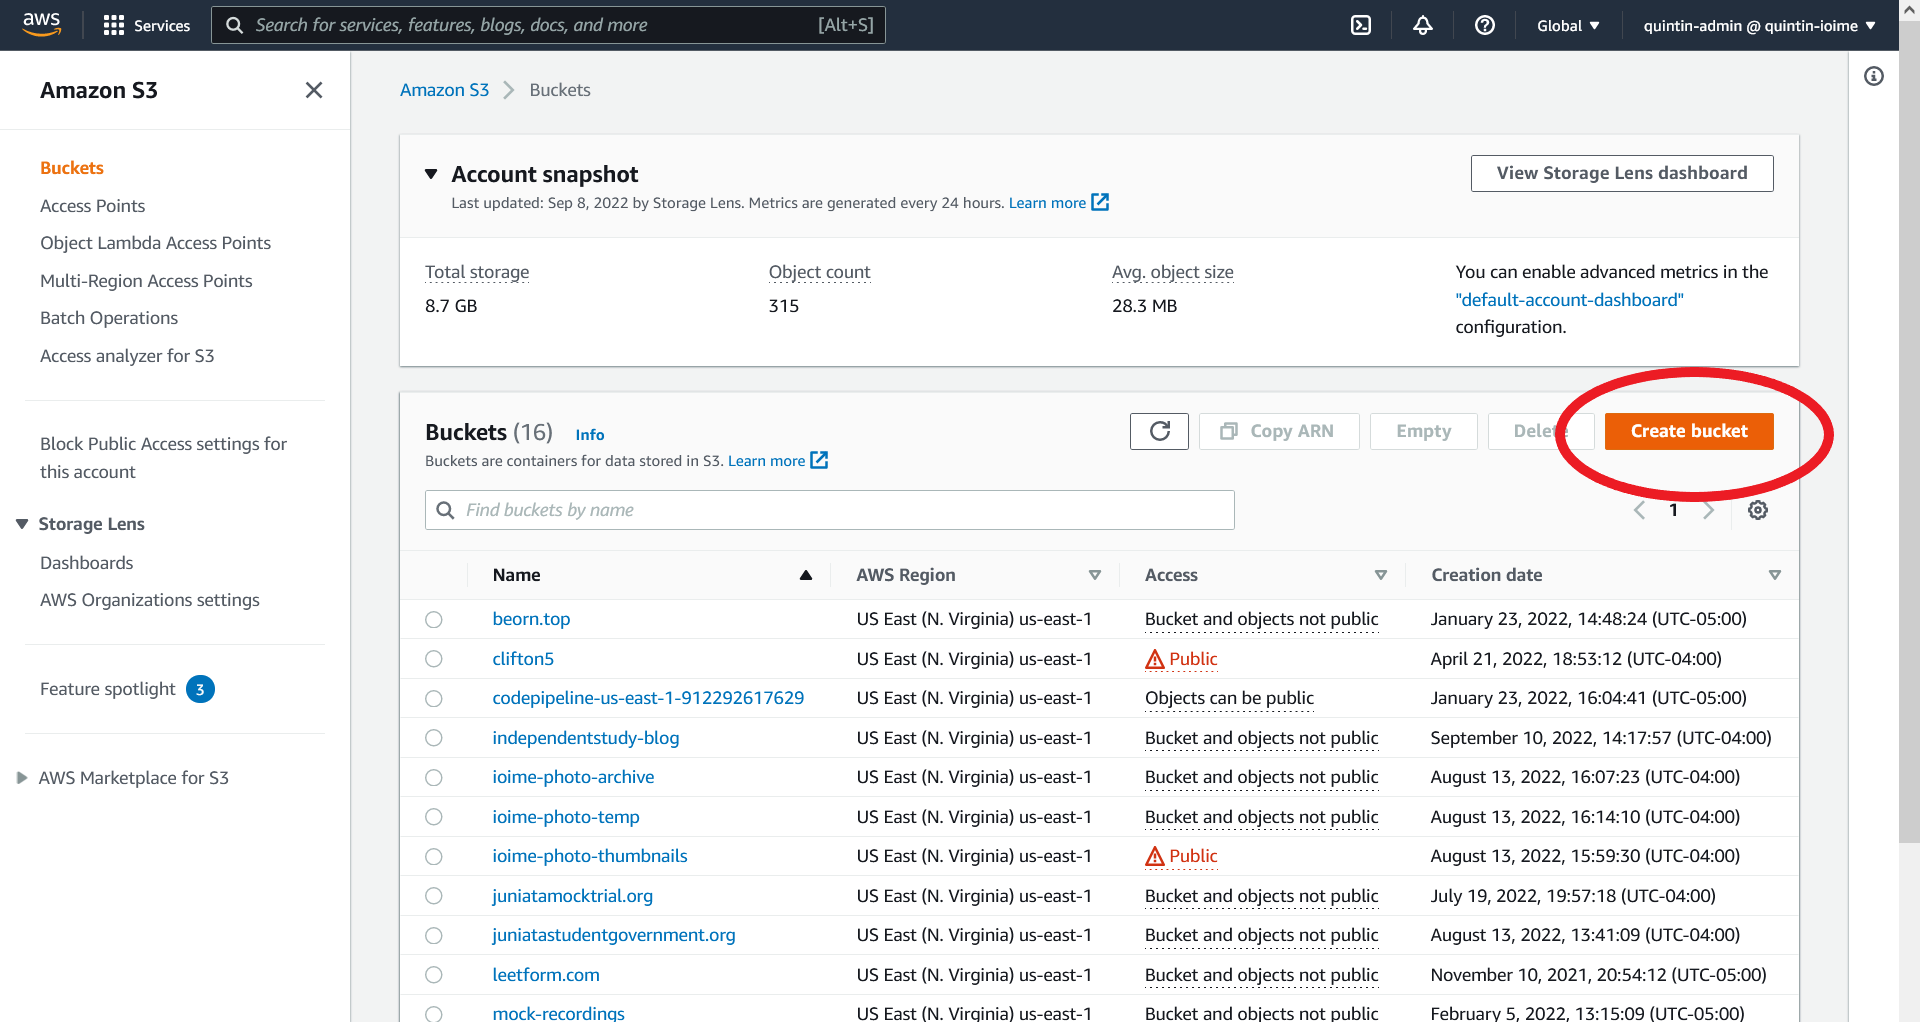 aws
Services
Search for services, features, blogs, docs, and more
[Alt+S]
Global
quintin-admin @ quintin-ioime
Amazon S3
Buckets
Access Points
Object Lambda Access Points
Multi-Region Access Points
Batch Operations
Access analyzer for S3
Block Public Access settings for
this account
Storage Lens
Dashboards
AWS Organizations settings
Feature spotlight 3
AWS Marketplace for S3
Amazon S3 > Buckets
Account snapshot
Last updated: Sep 8, 2022 by Storage Lens. Metrics are generated every 24 hours. Learn more
View Storage Lens dashboard
Total storage
8.7 GB
Object count
315
Avg. object size
28.3 MB
You can enable advanced metrics in the
"default-account-dashboard"
configuration.
Buckets (16) Info
Buckets are containers for data stored in S3. Learn more
Copy ARN
Empty
Delete
Create bucket
Find buckets by name
1
Name AWS Region Access Creation date
beorn.top US East (N. Virginia) us-east-1 Bucket and objects not public January 23, 2022, 14:48:24 (UTC-05:00)
clifton5 US East (N. Virginia) us-east-1 Public April 21, 2022, 18:53:12 (UTC-04:00)
codepipeline-us-east-1-912292617629 US East (N. Virginia) us-east-1 Objects can be public January 23, 2022, 16:04:41 (UTC-05:00)
independentstudy-blog US East (N. Virginia) us-east-1 Bucket and objects not public September 10, 2022, 14:17:57 (UTC-04:00)
ioime-photo-archive US East (N. Virginia) us-east-1 Bucket and objects not public August 13, 2022, 16:07:23 (UTC-04:00)
ioime-photo-temp US East (N. Virginia) us-east-1 Bucket and objects not public August 13, 2022, 16:14:10 (UTC-04:00)
ioime-photo-thumbnails US East (N. Virginia) us-east-1 Public August 13, 2022, 15:59:30 (UTC-04:00)
juniatamocktrial.org US East (N. Virginia) us-east-1 Bucket and objects not public July 19, 2022, 19:57:18 (UTC-04:00)
juniatastudentgovernment.org US East (N. Virginia) us-east-1 Bucket and objects not public August 13, 2022, 13:41:09 (UTC-04:00)
leetform.com US East (N. Virginia) us-east-1 Bucket and objects not public November 10, 2021, 20:54:12 (UTC-05:00)
mock-recordings US East (N. Virginia) us-east-1 Bucket and objects not public February 5, 2022, 13:15:09 (UTC-05:00)